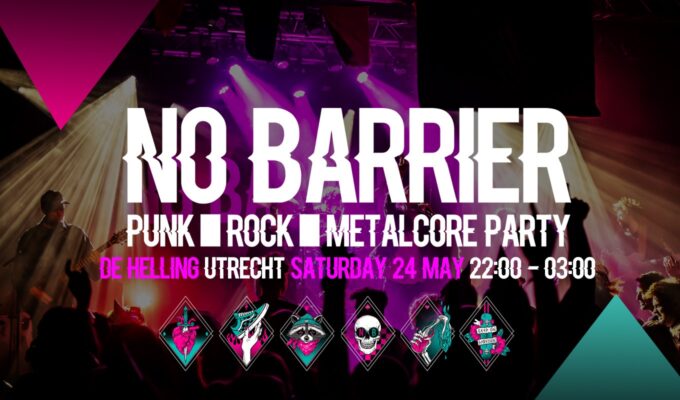 NO BARRIER
PUNK ROCK METALCORE PARTY
DE HELLING UTRECHT SATURDAY 24 MAY 22:00 - 03:00